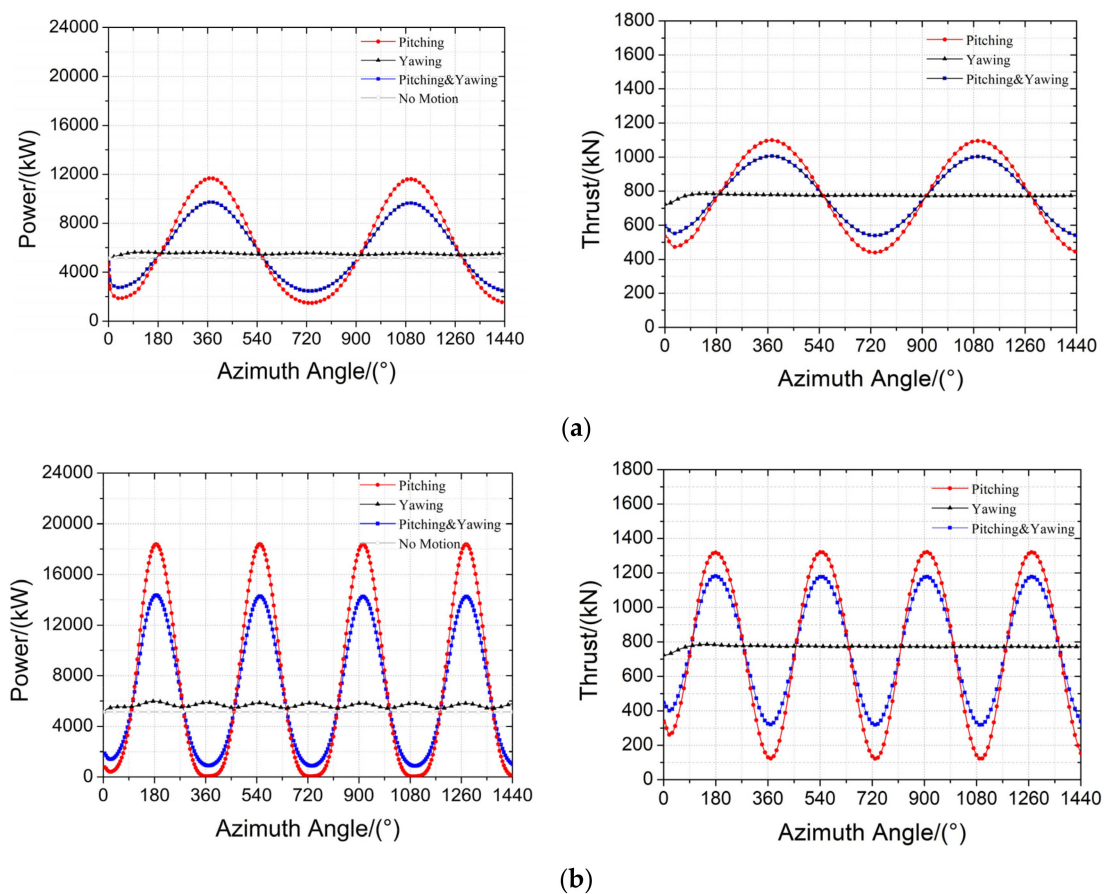 24000
20000
16000
12000
8000
4000
0
Power/(kW)
Pitching
Yawing
Pitching&Yawing
No Motion
0 180 360 540 720 900 1080 1260 1440
Azimuth Angle/(°)
1800
1600
1400
1200
1000
800
600
400
200
0
Thrust/(kN)
Pitching
Yawing
Pitching&Yawing
0 180 360 540 720 900 1080 1260 1440
Azimuth Angle/(°)
(a)
24000
20000
16000
12000
8000
4000
0
Power/(kW)
Pitching
Yawing
Pitching&Yawing
No Motion
0 180 360 540 720 900 1080 1260 1440
Azimuth Angle/(°)
1800
1600
1400
1200
1000
800
600
400
200
0
Thrust/(kN)
Pitching
Yawing
Pitching&Yawing
0 180 360 540 720 900 1080 1260 1440
Azimuth Angle/(°)
(b)